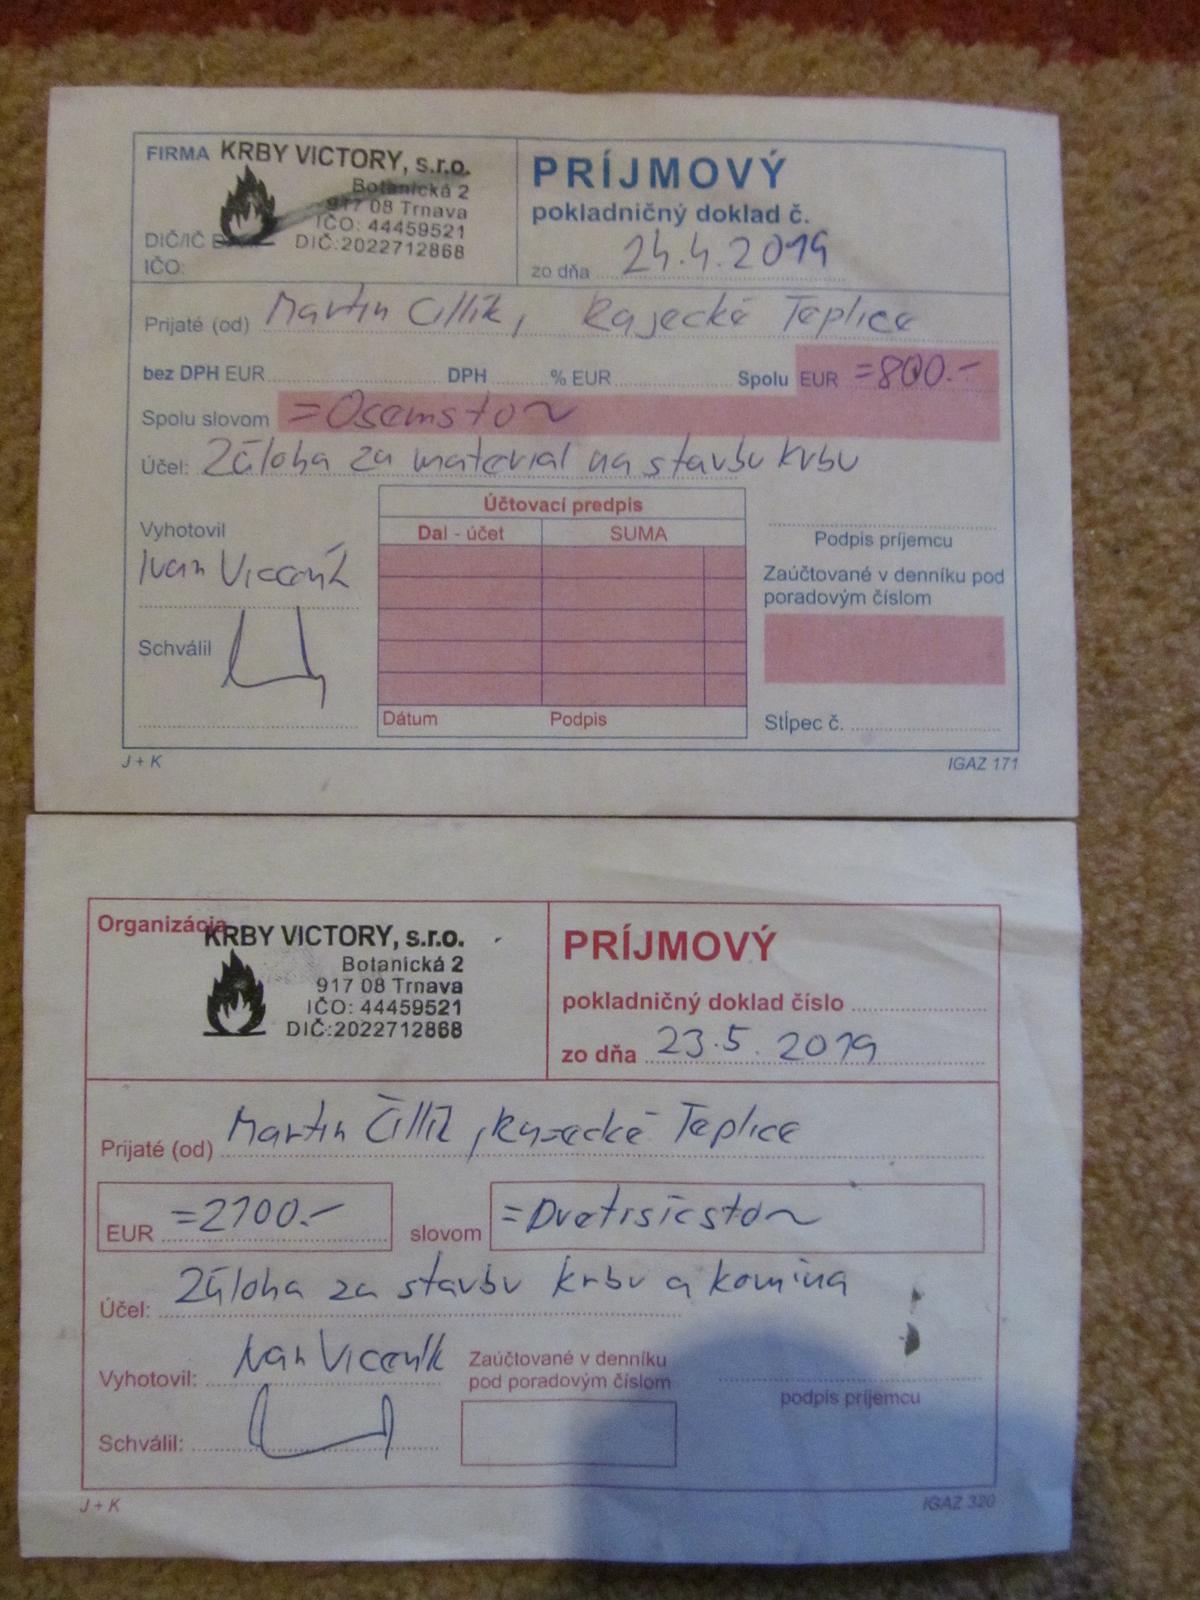 FIRMA KRBY VICTORY, s.r.o.
Botanická 2
917 08 Trnava
IČO: 44459521
DIČ/IČ DIČ:2022712868
IČO:
PRÍJMOVÝ
pokladničný doklad č.
zo dňa 24.4.2019
Prijaté (od) Martin Cillík, Rajecké Teplice
bez DPH EUR DPH % EUR Spolu EUR =800.-
Spolu slovom =Osemsto~
Účel: Záloha za material na stavbu krbu
Vyhotovil
Ivan Viceník
Schválil
Účtovací predpis
Dal - účet SUMA
Dátum Podpis
Podpis príjemcu
Zaúčtované v denníku pod
poradovým číslom
Stĺpec č.
J + K IGAZ 171
Organizácia
KRBY VICTORY, s.r.o.
Botanická 2
917 08 Trnava
IČO: 44459521
DIČ:2022712868
PRÍJMOVÝ
pokladničný doklad číslo
zo dňa 23.5.2019
Prijaté (od) Martin Čillík, Rajecké Teplice
EUR =2100.- slovom =Dvetisícsto~
Účel: Záloha za stavbu krbu a komína
Vyhotovil: Ivan Viceník
Schválil:
Zaúčtované v denníku
pod poradovým číslom
podpis príjemcu
J + K IGAZ 320